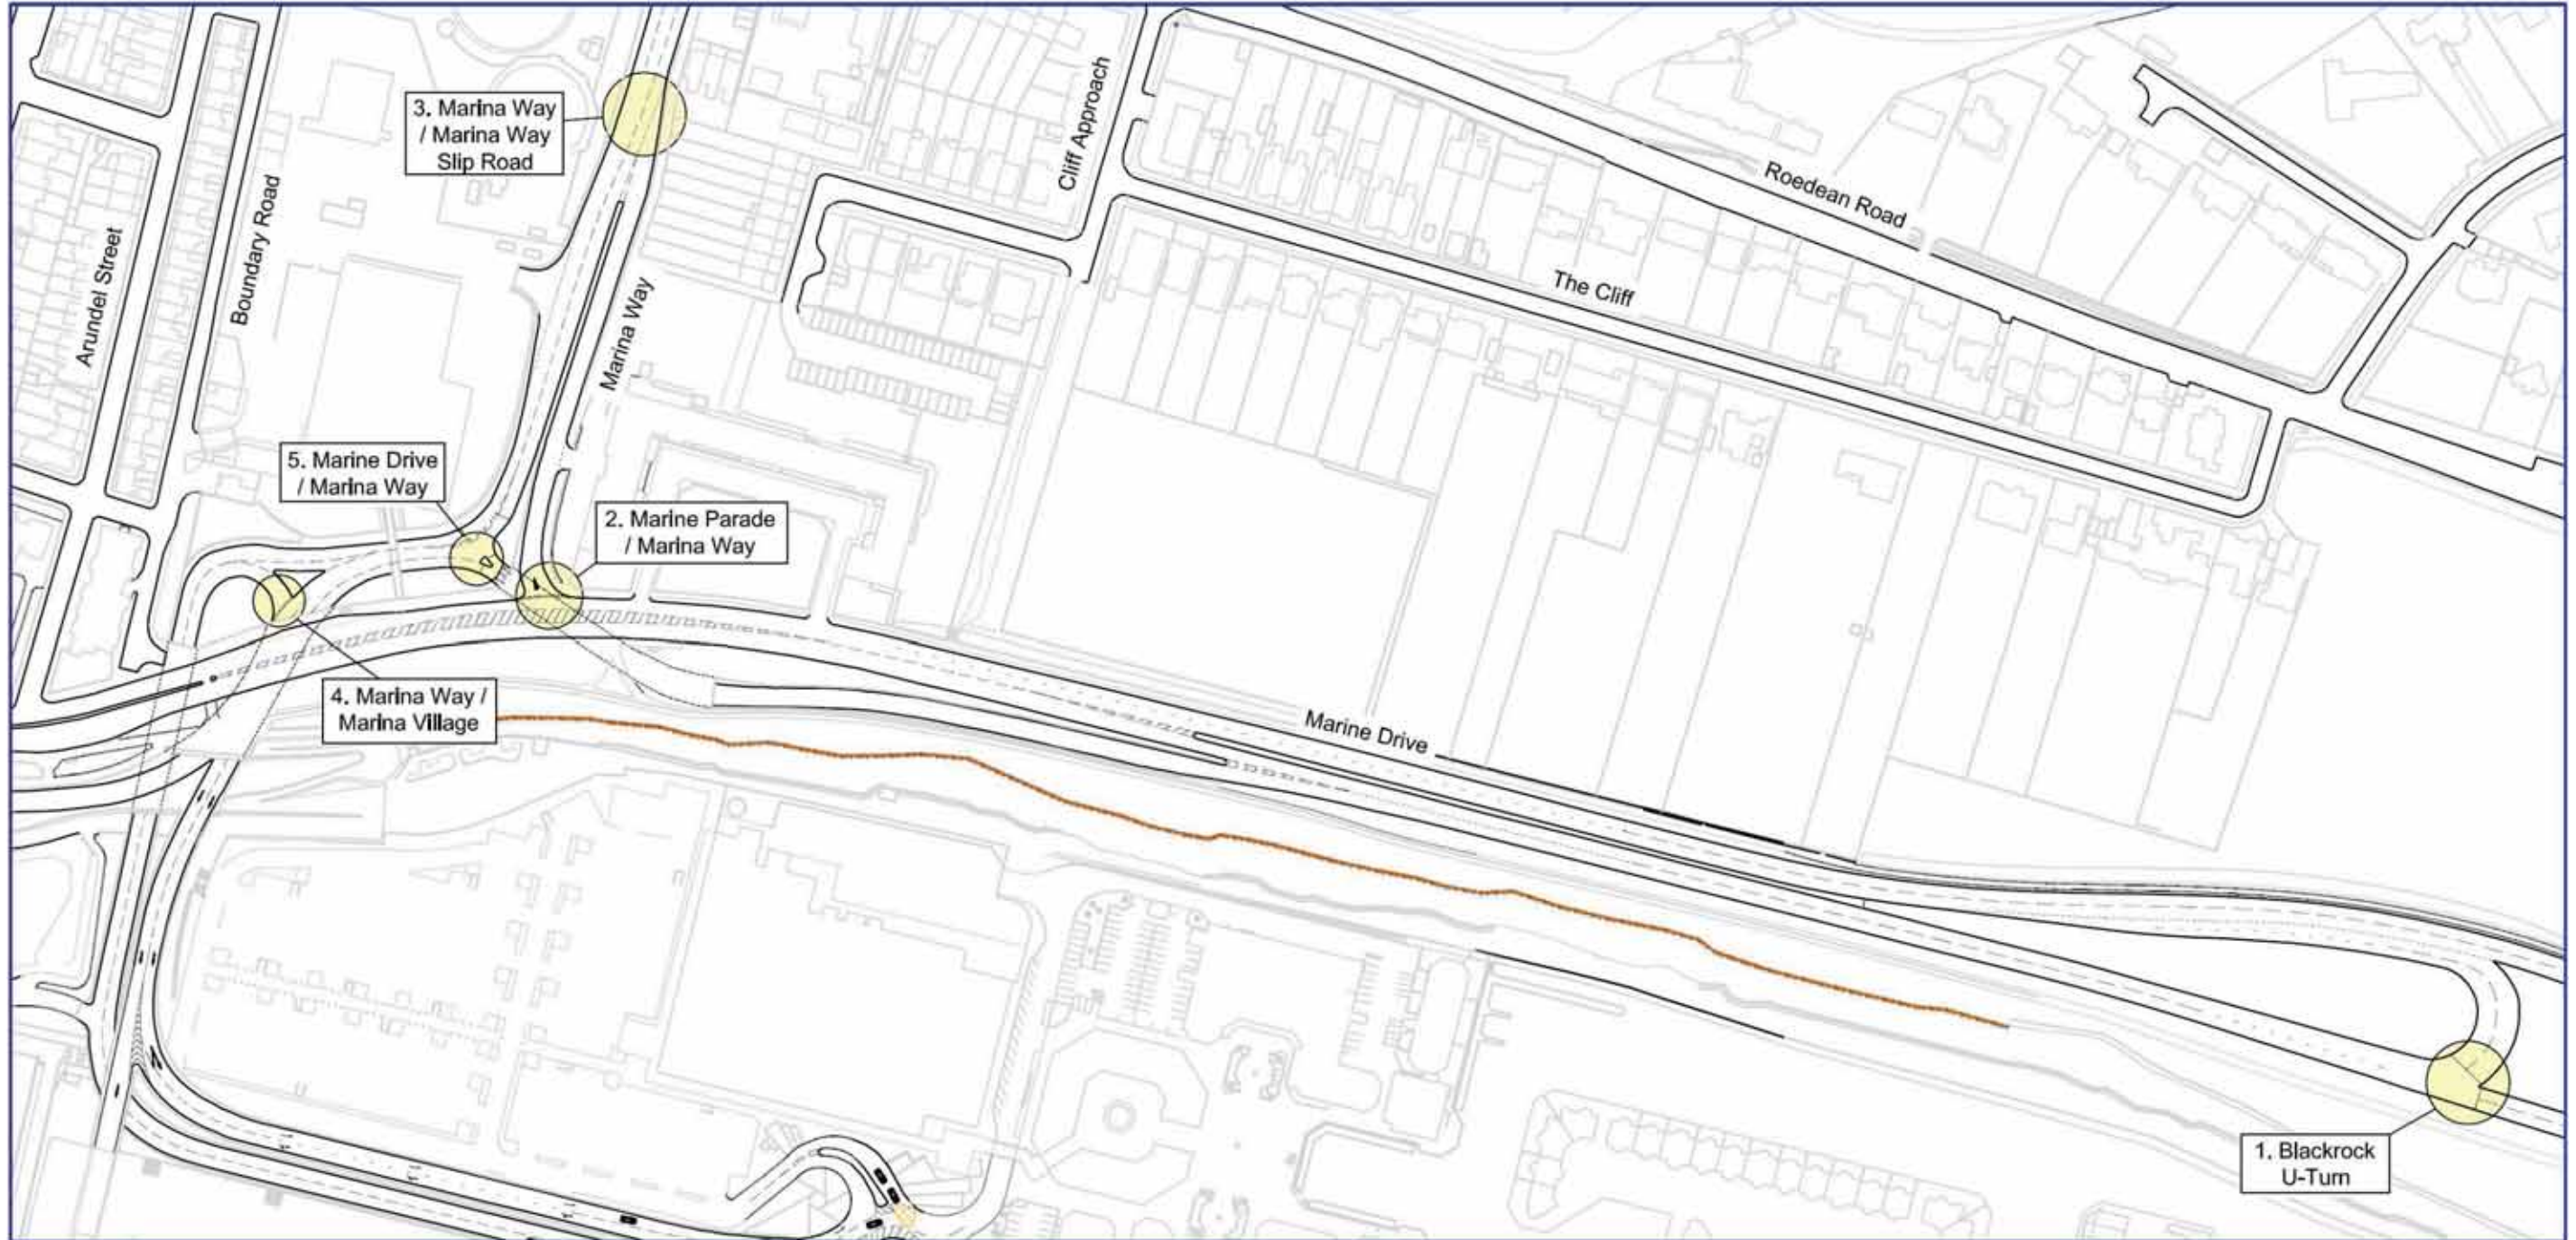 3. Marina Way
/ Marina Way
Slip Road
Cliff Approach
Roedean Road
Boundary Road
Arundel Street
Marina Way
The Cliff
5. Marine Drive
/ Marina Way
2. Marine Parade
/ Marina Way
4. Marina Way /
Marina Village
Marine Drive
1. Blackrock
U-Turn